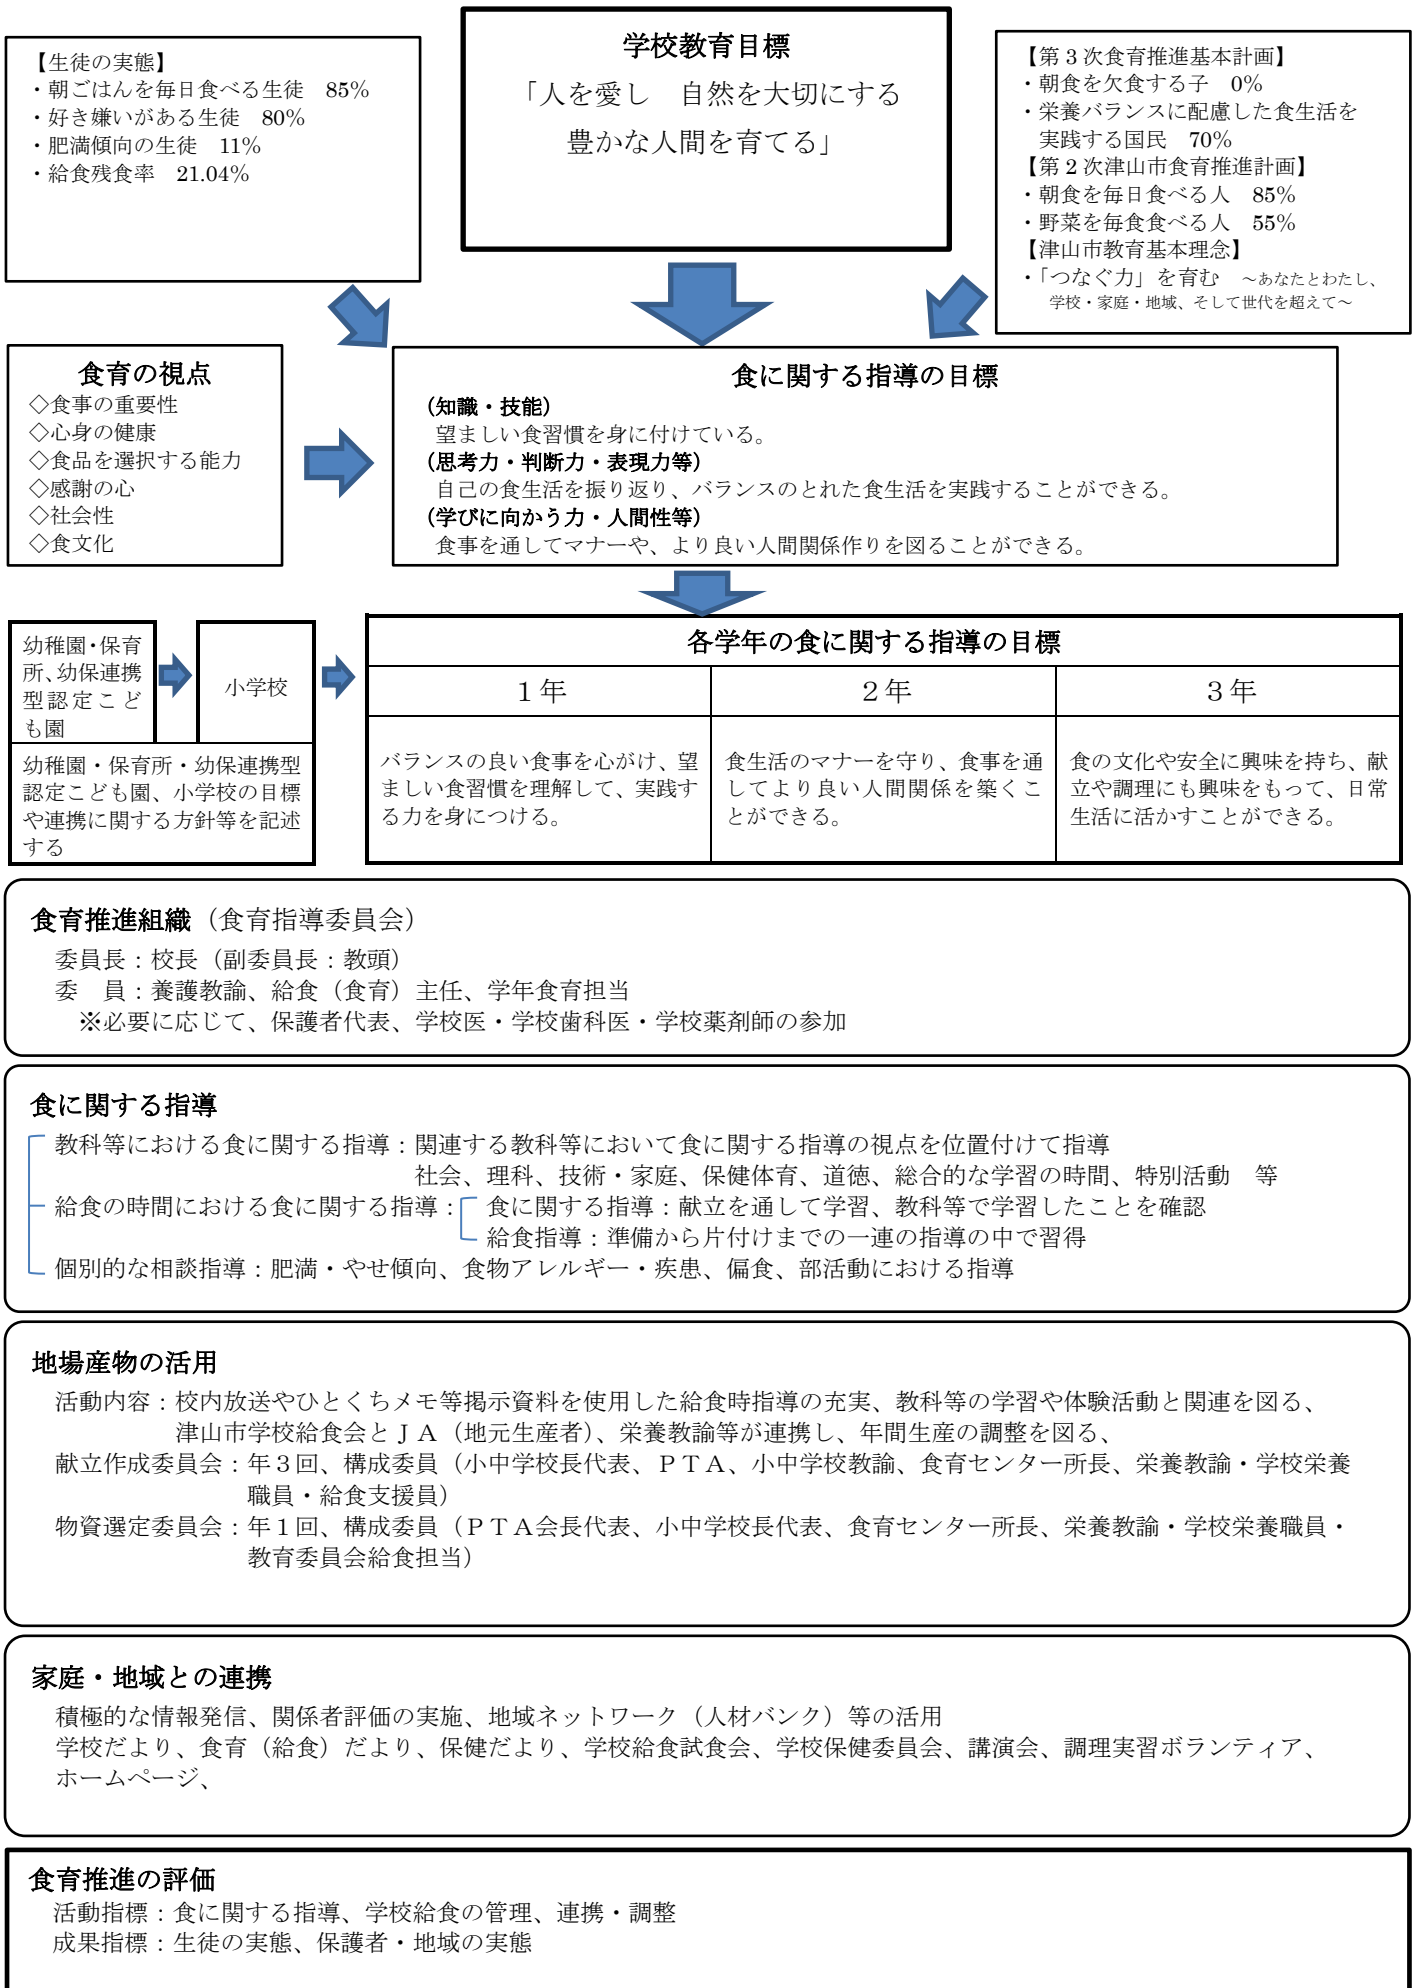 学校教育目標
「人を愛し　自然を大切にする
豊かな人間を育てる」
【生徒の実態】
・朝ごはんを毎日食べる生徒　85%
・好き嫌いがある生徒　80%
・肥満傾向の生徒　11%
・給食残食率　21.04%
【第3次食育推進基本計画】
・朝食を欠食する子　0%
・栄養バランスに配慮した食生活を
実践する国民　70%
【第2次津山市食育推進計画】
・朝食を毎日食べる人　85%
・野菜を毎食食べる人　55%
【津山市教育基本理念】
・「つなぐ力」を育む　～あなたとわたし、
学校・家庭・地域、そして世代を超えて～
食育の視点
◇食事の重要性
◇心身の健康
◇食品を選択する能力
◇感謝の心
◇社会性
◇食文化
食に関する指導の目標
（知識・技能）
望ましい食習慣を身に付けている。
（思考力・判断力・表現力等）
自己の食生活を振り返り、バランスのとれた食生活を実践することができる。
（学びに向かう力・人間性等）
食事を通してマナーや、より良い人間関係作りを図ることができる。
幼稚園・保育
所、幼保連携
型認定こど
も園
小学校
幼稚園・保育所・幼保連携型
認定こども園、小学校の目標
や連携に関する方針等を記述
する
各学年の食に関する指導の目標
１年
２年
３年
バランスの良い食事を心がけ、望
ましい食習慣を理解して、実践す
る力を身につける。
食生活のマナーを守り、食事を通
してより良い人間関係を築くこ
とができる。
食の文化や安全に興味を持ち、献
立や調理にも興味をもって、日常
生活に活かすことができる。
食育推進組織（食育指導委員会）
委員長：校長（副委員長：教頭）
委　員：養護教諭、給食（食育）主任、学年食育担当
※必要に応じて、保護者代表、学校医・学校歯科医・学校薬剤師の参加
食に関する指導
教科等における食に関する指導：関連する教科等において食に関する指導の視点を位置付けて指導
社会、理科、技術・家庭、保健体育、道徳、総合的な学習の時間、特別活動　等
給食の時間における食に関する指導：食に関する指導：献立を通して学習、教科等で学習したことを確認
給食指導：準備から片付けまでの一連の指導の中で習得
個別的な相談指導：肥満・やせ傾向、食物アレルギー・疾患、偏食、部活動における指導
地場産物の活用
活動内容：校内放送やひとくちメモ等掲示資料を使用した給食時指導の充実、教科等の学習や体験活動と関連を図る、
津山市学校給食会とＪＡ（地元生産者）、栄養教諭等が連携し、年間生産の調整を図る、
献立作成委員会：年３回、構成委員（小中学校長代表、ＰＴＡ、小中学校教諭、食育センター所長、栄養教諭・学校栄養
職員・給食支援員）
物資選定委員会：年１回、構成委員（ＰＴＡ会長代表、小中学校長代表、食育センター所長、栄養教諭・学校栄養職員・
教育委員会給食担当）
家庭・地域との連携
積極的な情報発信、関係者評価の実施、地域ネットワーク（人材バンク）等の活用
学校だより、食育（給食）だより、保健だより、学校給食試食会、学校保健委員会、講演会、調理実習ボランティア、
ホームページ、
食育推進の評価
活動指標：食に関する指導、学校給食の管理、連携・調整
成果指標：生徒の実態、保護者・地域の実態